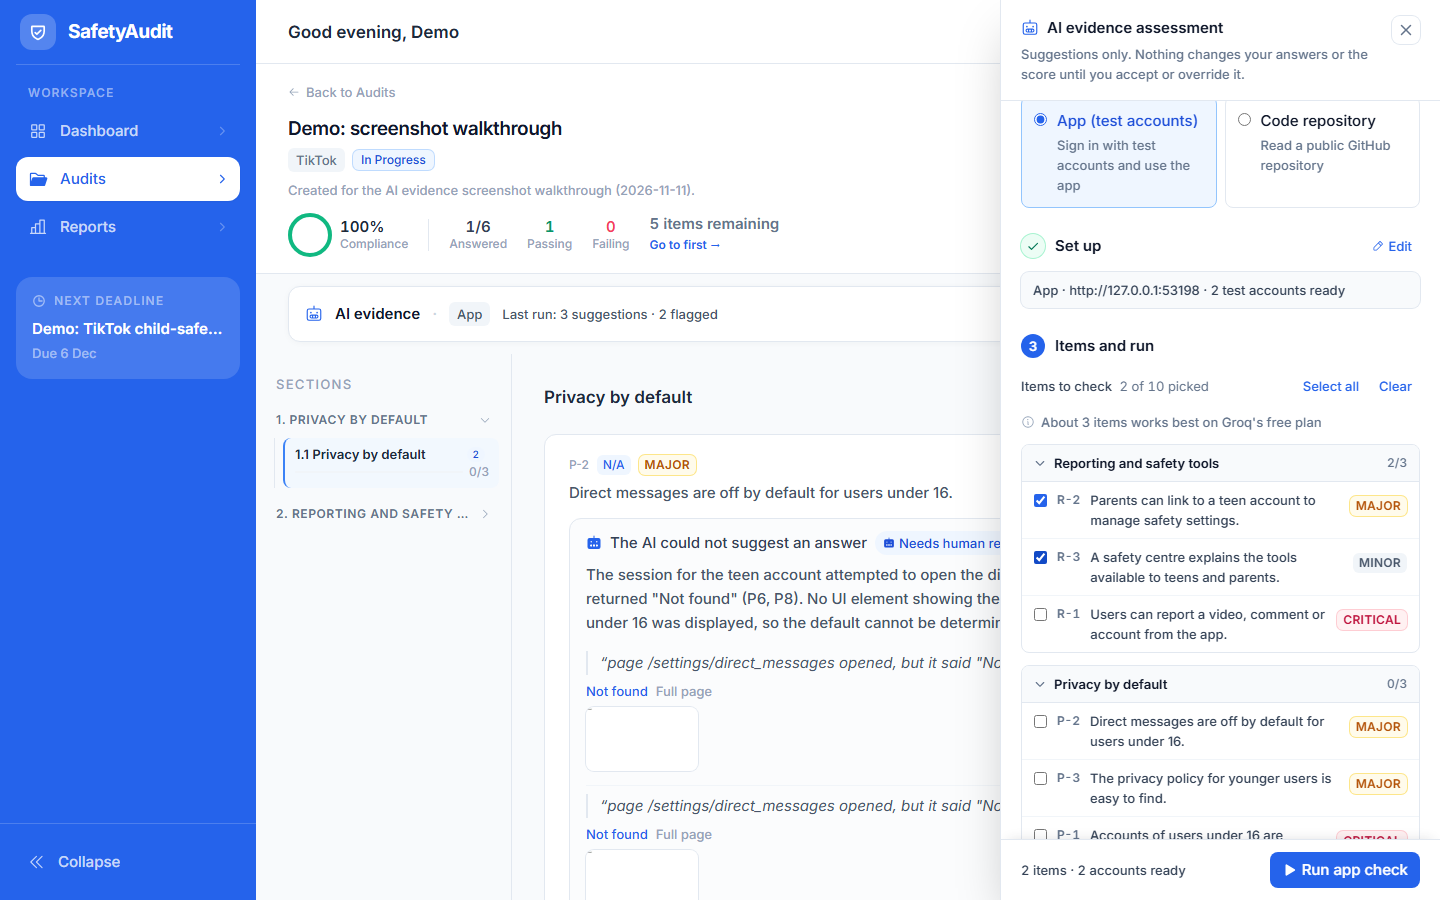 SafetyAudit
WORKSPACE
Dashboard
Audits
Reports
NEXT DEADLINE
Demo: TikTok child-safe...
Due 6 Dec
Collapse
Good evening, Demo
← Back to Audits
Demo: screenshot walkthrough
TikTok In Progress
Created for the AI evidence screenshot walkthrough (2026-11-11).
100%
Compliance
1/6
Answered
1
Passing
0
Failing
5 items remaining
Go to first →
AI evidence · App Last run: 3 suggestions · 2 flagged
SECTIONS
1. PRIVACY BY DEFAULT
1.1 Privacy by default 2
0/3
2. REPORTING AND SAFETY ...
Privacy by default
P-2 N/A MAJOR
Direct messages are off by default for users under 16.
The AI could not suggest an answer Needs human re
The session for the teen account attempted to open the di
returned "Not found" (P6, P8). No UI element showing the
under 16 was displayed, so the default cannot be determin
“page /settings/direct_messages opened, but it said "No
Not found Full page
“page /settings/direct_messages opened, but it said "No
Not found Full page
AI evidence assessment
Suggestions only. Nothing changes your answers or the
score until you accept or override it.
App (test accounts)
Sign in with test
accounts and use the
app
Code repository
Read a public GitHub
repository
Set up
Edit
App · http://127.0.0.1:53198 · 2 test accounts ready
3 Items and run
Items to check 2 of 10 picked
Select all Clear
About 3 items works best on Groq's free plan
Reporting and safety tools 2/3
R-2 Parents can link to a teen account to
manage safety settings.
MAJOR
R-3 A safety centre explains the tools
available to teens and parents.
MINOR
R-1 Users can report a video, comment or
account from the app.
CRITICAL
Privacy by default 0/3
P-2 Direct messages are off by default for
users under 16.
MAJOR
P-3 The privacy policy for younger users is
easy to find.
MAJOR
P-1 Accounts of users under 16 are
CRITICAL
2 items · 2 accounts ready
Run app check